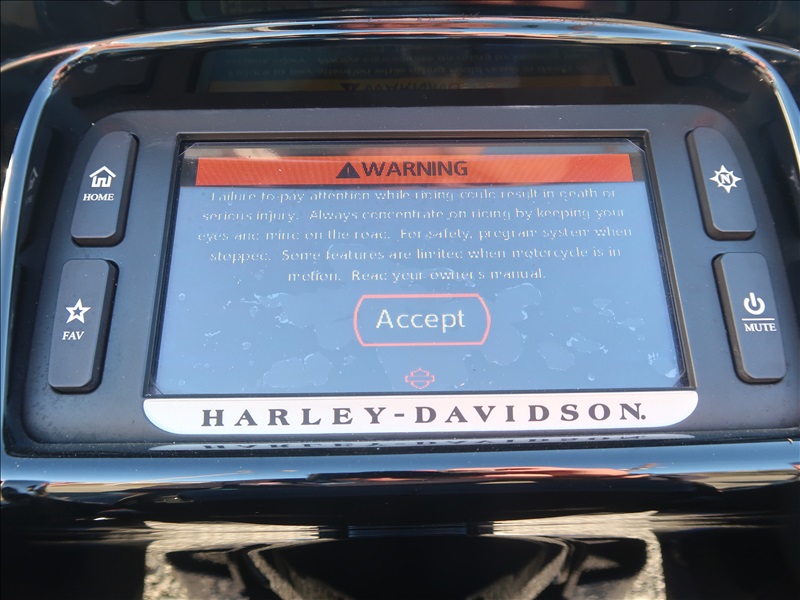 WARNING
Failure to pay attention while riding could result in death or
serious injury. Always concentrate on riding by keeping your
eyes and mind on the road. For safety, program system when
stopped. Some features are limited when motorcycle is in
motion. Read your owner's manual.
Accept
HOME
FAV
N
MUTE
HARLEY-DAVIDSON.